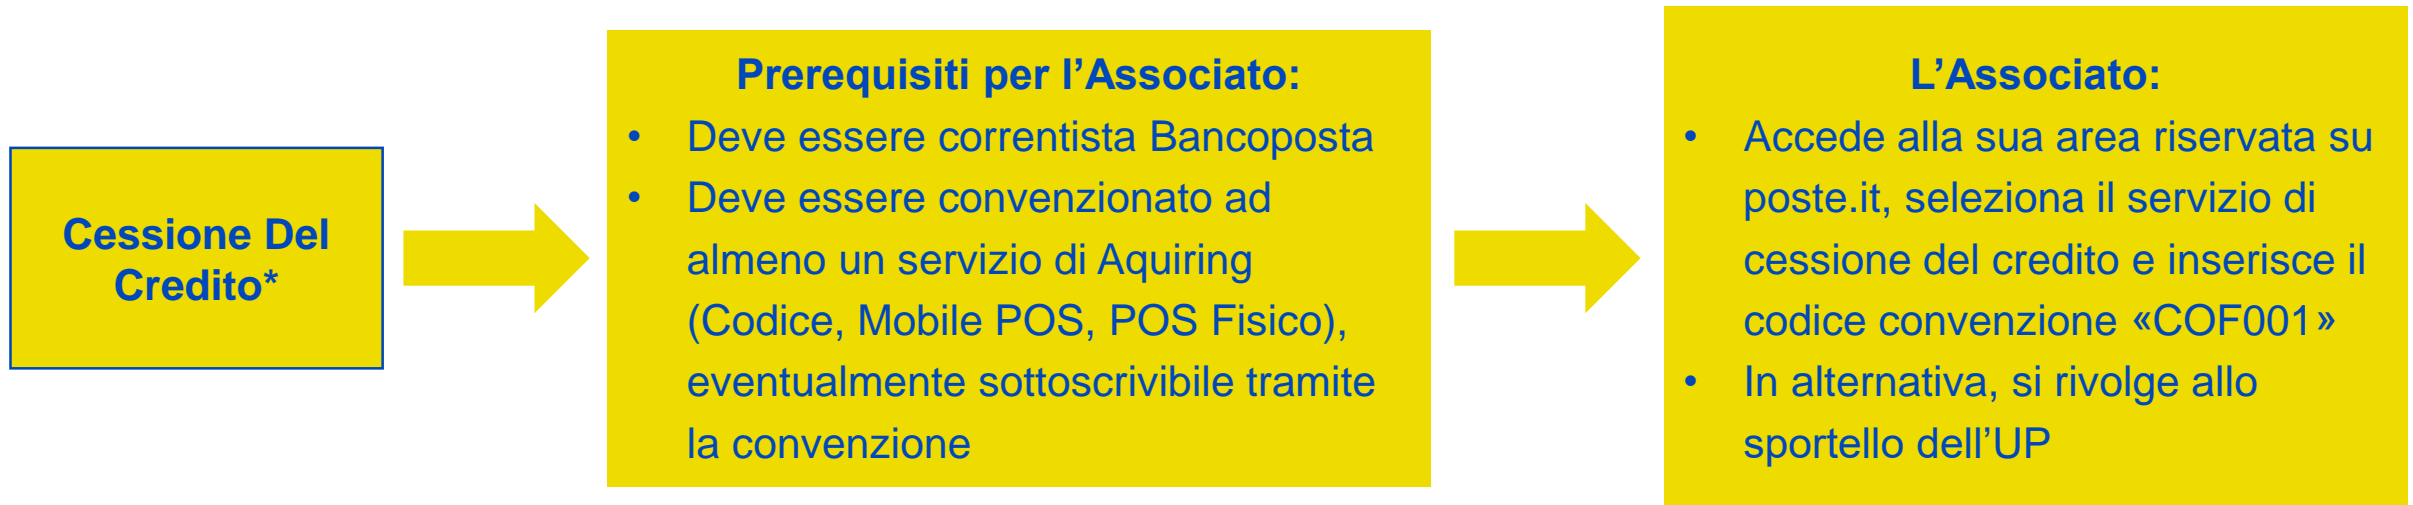 Cessione Del
Credito*
Prerequisiti per l’Associato:
• Deve essere correntista Bancoposta
• Deve essere convenzionato ad
almeno un servizio di Aquiring
(Codice, Mobile POS, POS Fisico),
eventualmente sottoscrivibile tramite
la convenzione
L’Associato:
• Accede alla sua area riservata su
poste.it, seleziona il servizio di
cessione del credito e inserisce il
codice convenzione «COF001»
• In alternativa, si rivolge allo
sportello dell’UP